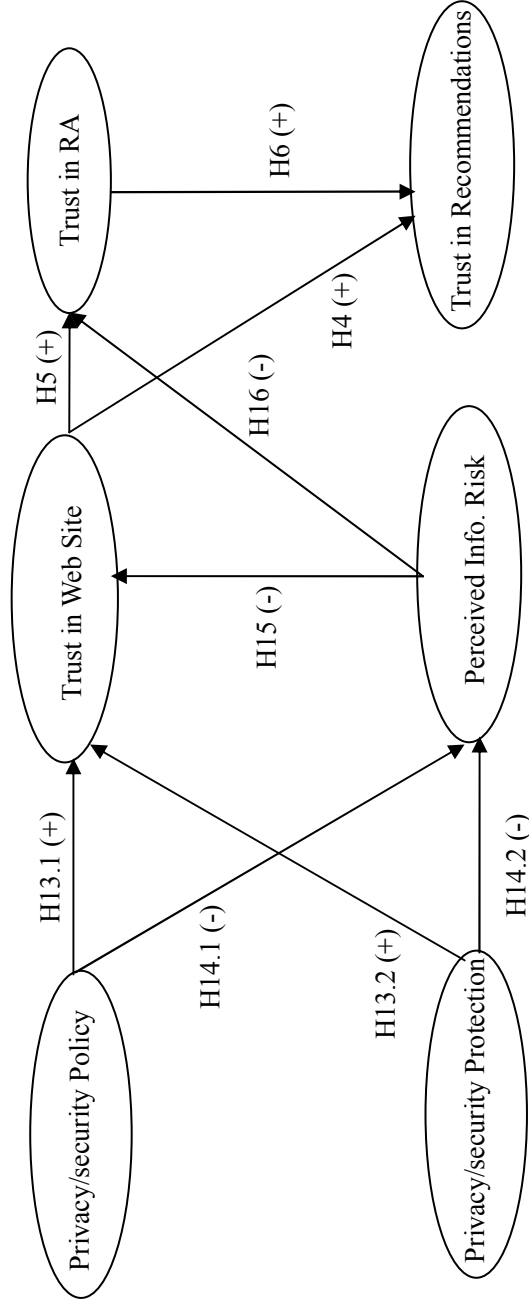 Privacy/security Policy
H13.1 (+)
Trust in Web Site
H5 (+)
Trust in RA
H14.1 (-)
H15 (-)
H16 (-)
H6 (+)
H13.2 (+)
H4 (+)
Privacy/security Protection
H14.2 (-)
Perceived Info. Risk
Trust in Recommendations